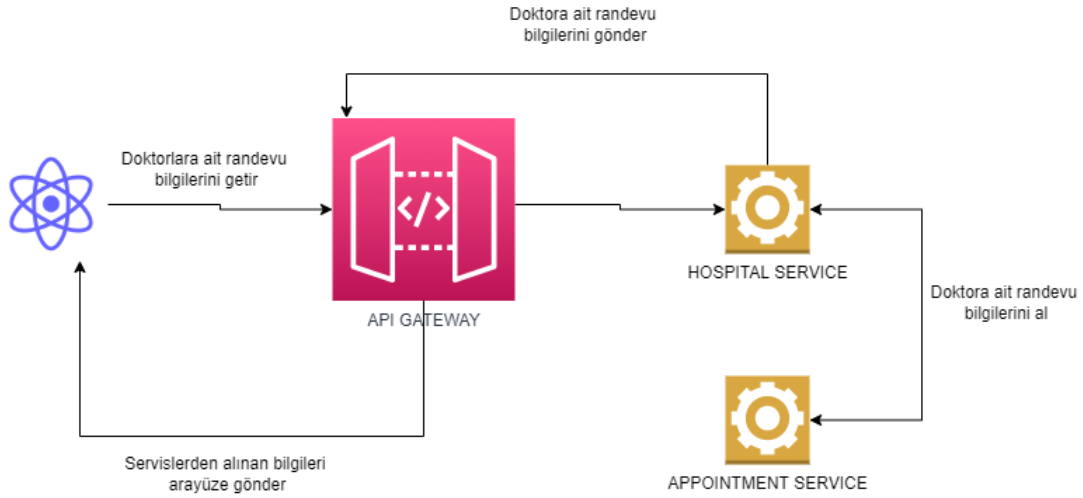 Doktora ait randevu
bilgilerini gönder
Doktorlara ait randevu
bilgilerini getir
</>
HOSPITAL SERVICE
Doktora ait randevu
bilgilerini al
API GATEWAY
Servislerden alınan bilgileri
arayüze gönder
APPOINTMENT SERVICE